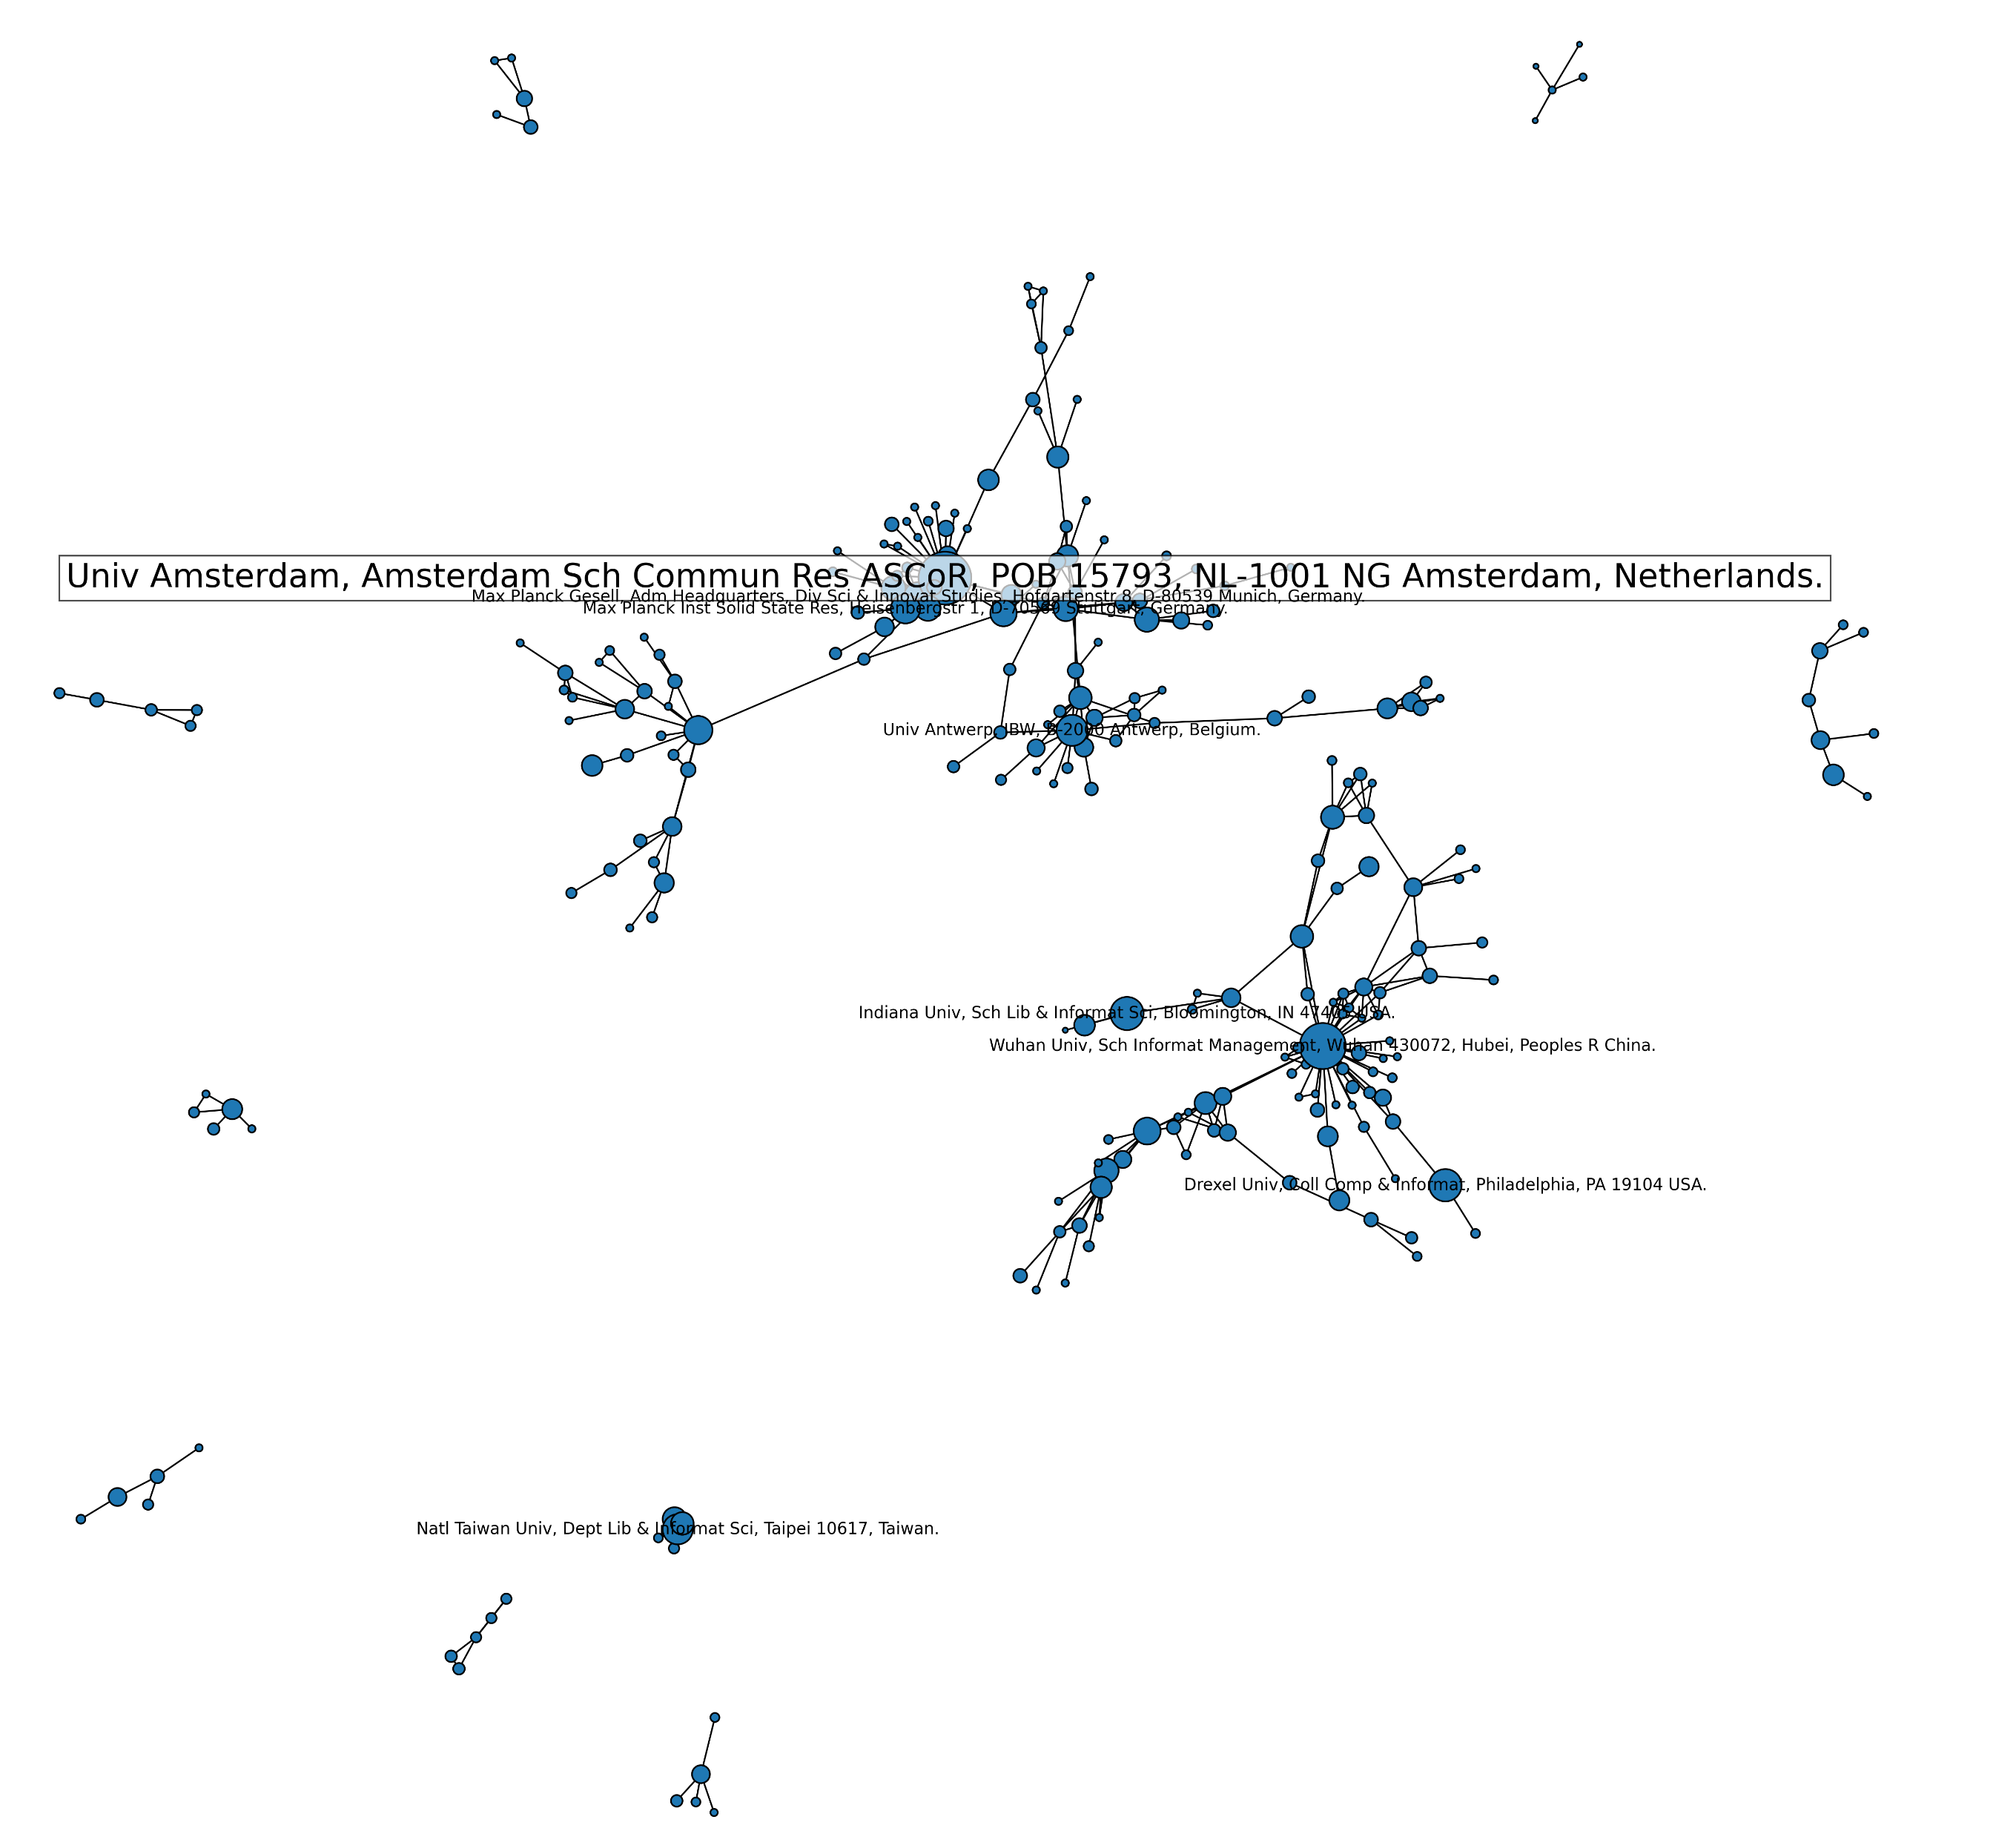 Univ Amsterdam, Amsterdam Sch Commun Res ASCoR, POB 15793, NL-1001 NG Amsterdam, Netherlands.
Max Planck Gesell, Adm Headquarters, Div Sci & Innovat Studies, Hofgartenstr 8, D-80539 Munich, Germany.
Max Planck Inst Solid State Res, Heisenbergstr 1, D-70569 Stuttgart, Germany.
Univ Antwerp, IBW, B-2000 Antwerp, Belgium.
Indiana Univ, Sch Lib & Informat Sci, Bloomington, IN 47405 USA.
Wuhan Univ, Sch Informat Management, Wuhan 430072, Hubei, Peoples R China.
Drexel Univ, Coll Comp & Informat, Philadelphia, PA 19104 USA.
Natl Taiwan Univ, Dept Lib & Informat Sci, Taipei 10617, Taiwan.